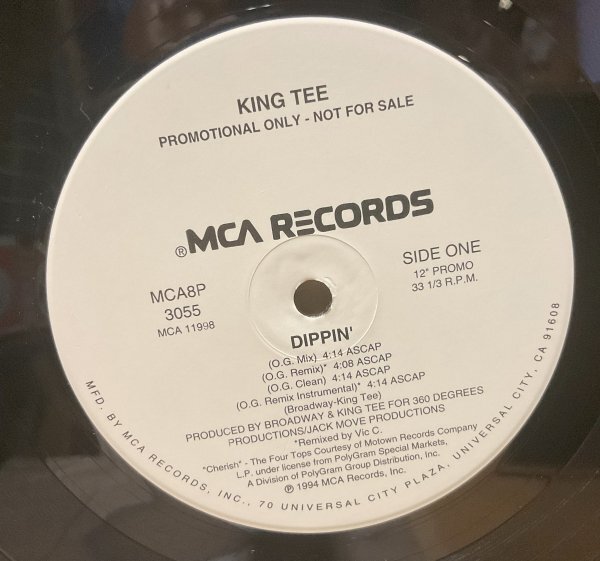 KING TEE
PROMOTIONAL ONLY - NOT FOR SALE
®MCA RECORDS
MCA8P
3055
MCA 11998
SIDE ONE
12" PROMO
33 1/3 R.P.M.
DIPPIN'
(O.G. Mix) 4:14 ASCAP
(O.G. Remix)* 4:08 ASCAP
(O.G. Clean) 4:14 ASCAP
(O.G. Remix Instrumental)* 4:14 ASCAP
(Broadway-King Tee)
PRODUCED BY BROADWAY & KING TEE FOR 360 DEGREES
PRODUCTIONS/JACK MOVE PRODUCTIONS
*Remixed by Vic C.
"Cherish" - The Four Tops Courtesy of Motown Records Company
L.P. under license from PolyGram Special Markets,
A Division of PolyGram Group Distribution, Inc.
℗ 1994 MCA Records, Inc.
MFD. BY MCA RECORDS, INC., 70 UNIVERSAL CITY PLAZA, UNIVERSAL CITY, CA 91608